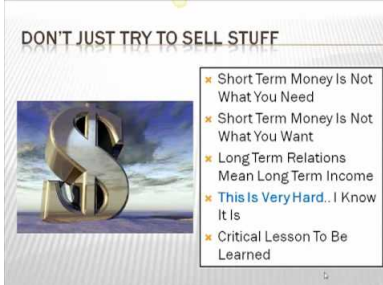 DON'T JUST TRY TO SELL STUFF
Short Term Money Is Not
What You Need
Short Term Money Is Not
What You Want
Long Term Relations
Mean Long Term Income
This Is Very Hard.. I Know
It Is
Critical Lesson To Be
Learned